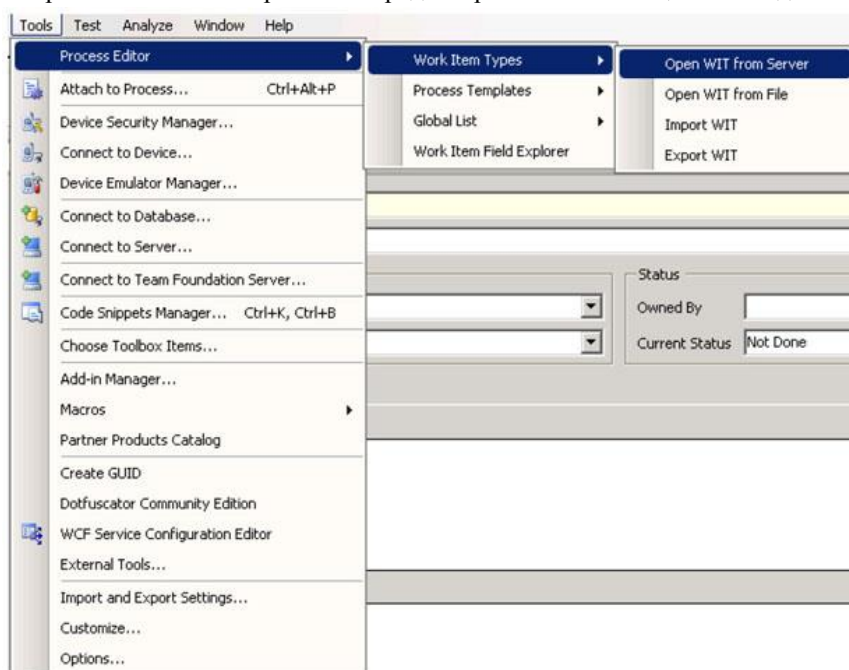 Tools Test Analyze Window Help
Process Editor
Attach to Process... Ctrl+Alt+P
Device Security Manager...
Connect to Device...
Device Emulator Manager...
Connect to Database...
Connect to Server...
Connect to Team Foundation Server...
Code Snippets Manager... Ctrl+K, Ctrl+B
Choose Toolbox Items...
Add-in Manager...
Macros
Partner Products Catalog
Create GUID
Dotfuscator Community Edition
WCF Service Configuration Editor
External Tools...
Import and Export Settings...
Customize...
Options...
Work Item Types
Process Templates
Global List
Work Item Field Explorer
Open WIT from Server
Open WIT from File
Import WIT
Export WIT
Status
Owned By
Current Status Not Done